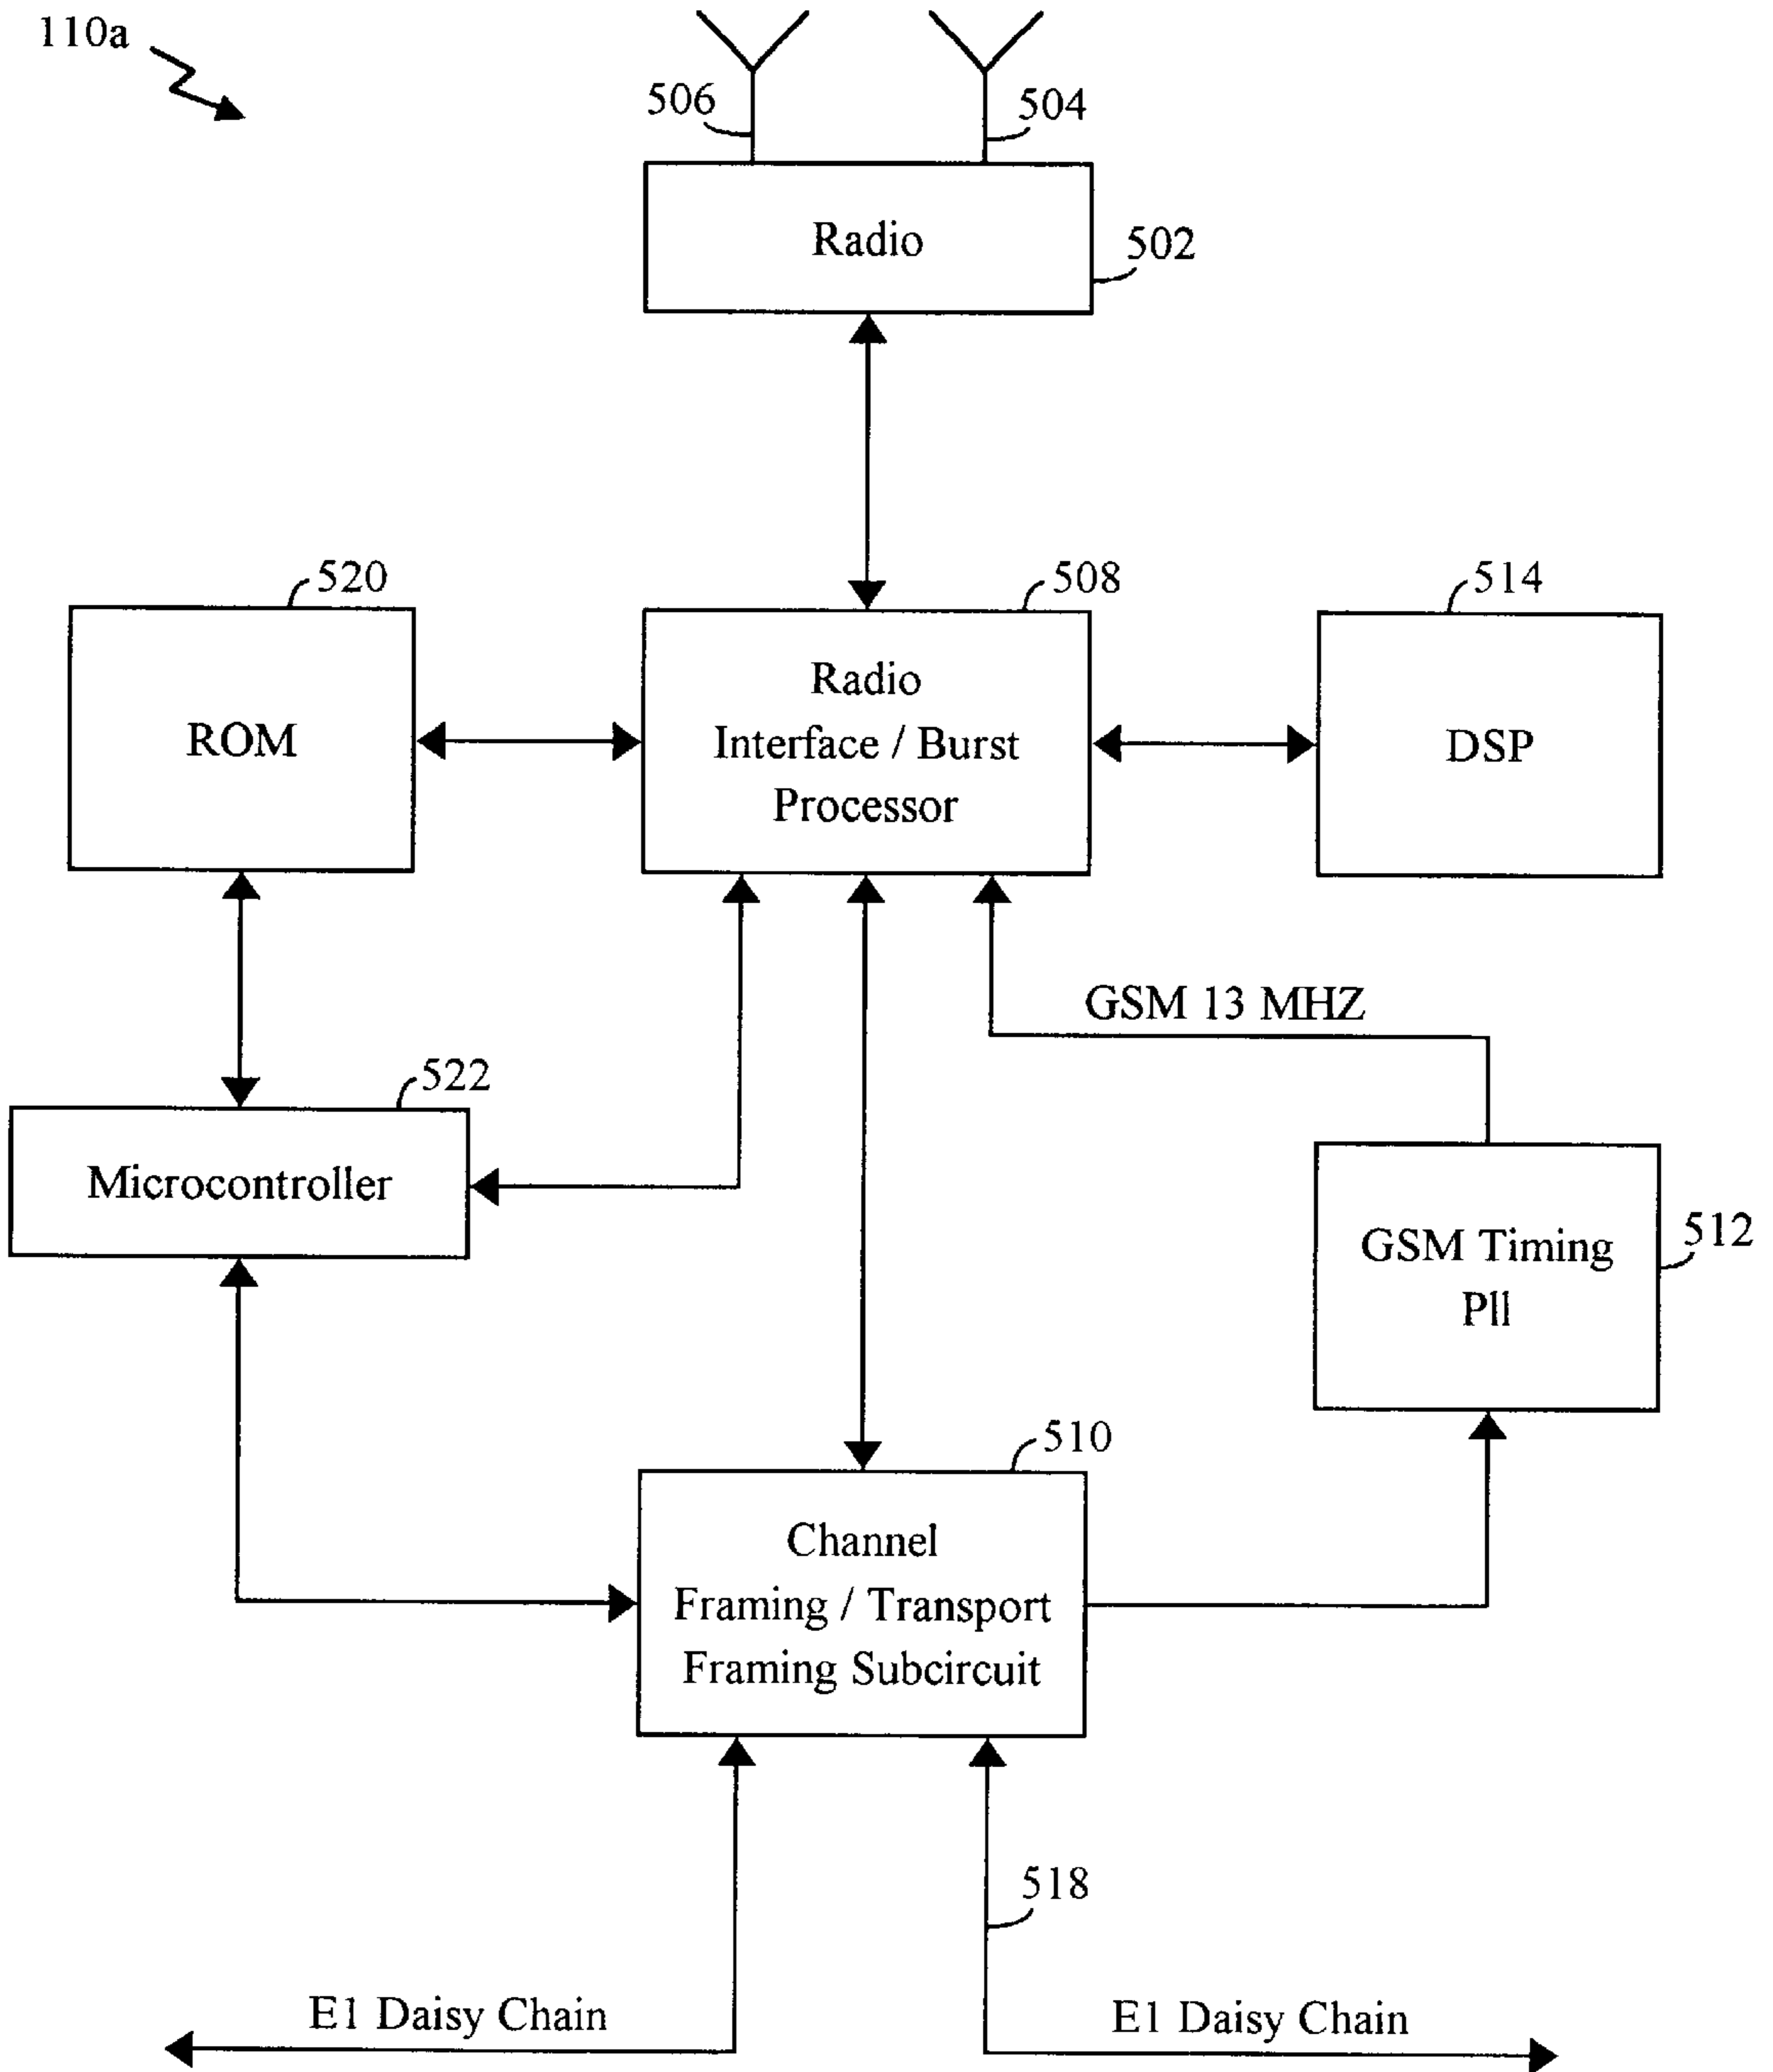 110a
506
504
Radio
502
520
508
514
ROM
Radio
Interface / Burst
Processor
DSP
GSM 13 MHZ
522
Microcontroller
GSM Timing
Pll
512
510
Channel
Framing / Transport
Framing Subcircuit
518
E1 Daisy Chain
E1 Daisy Chain